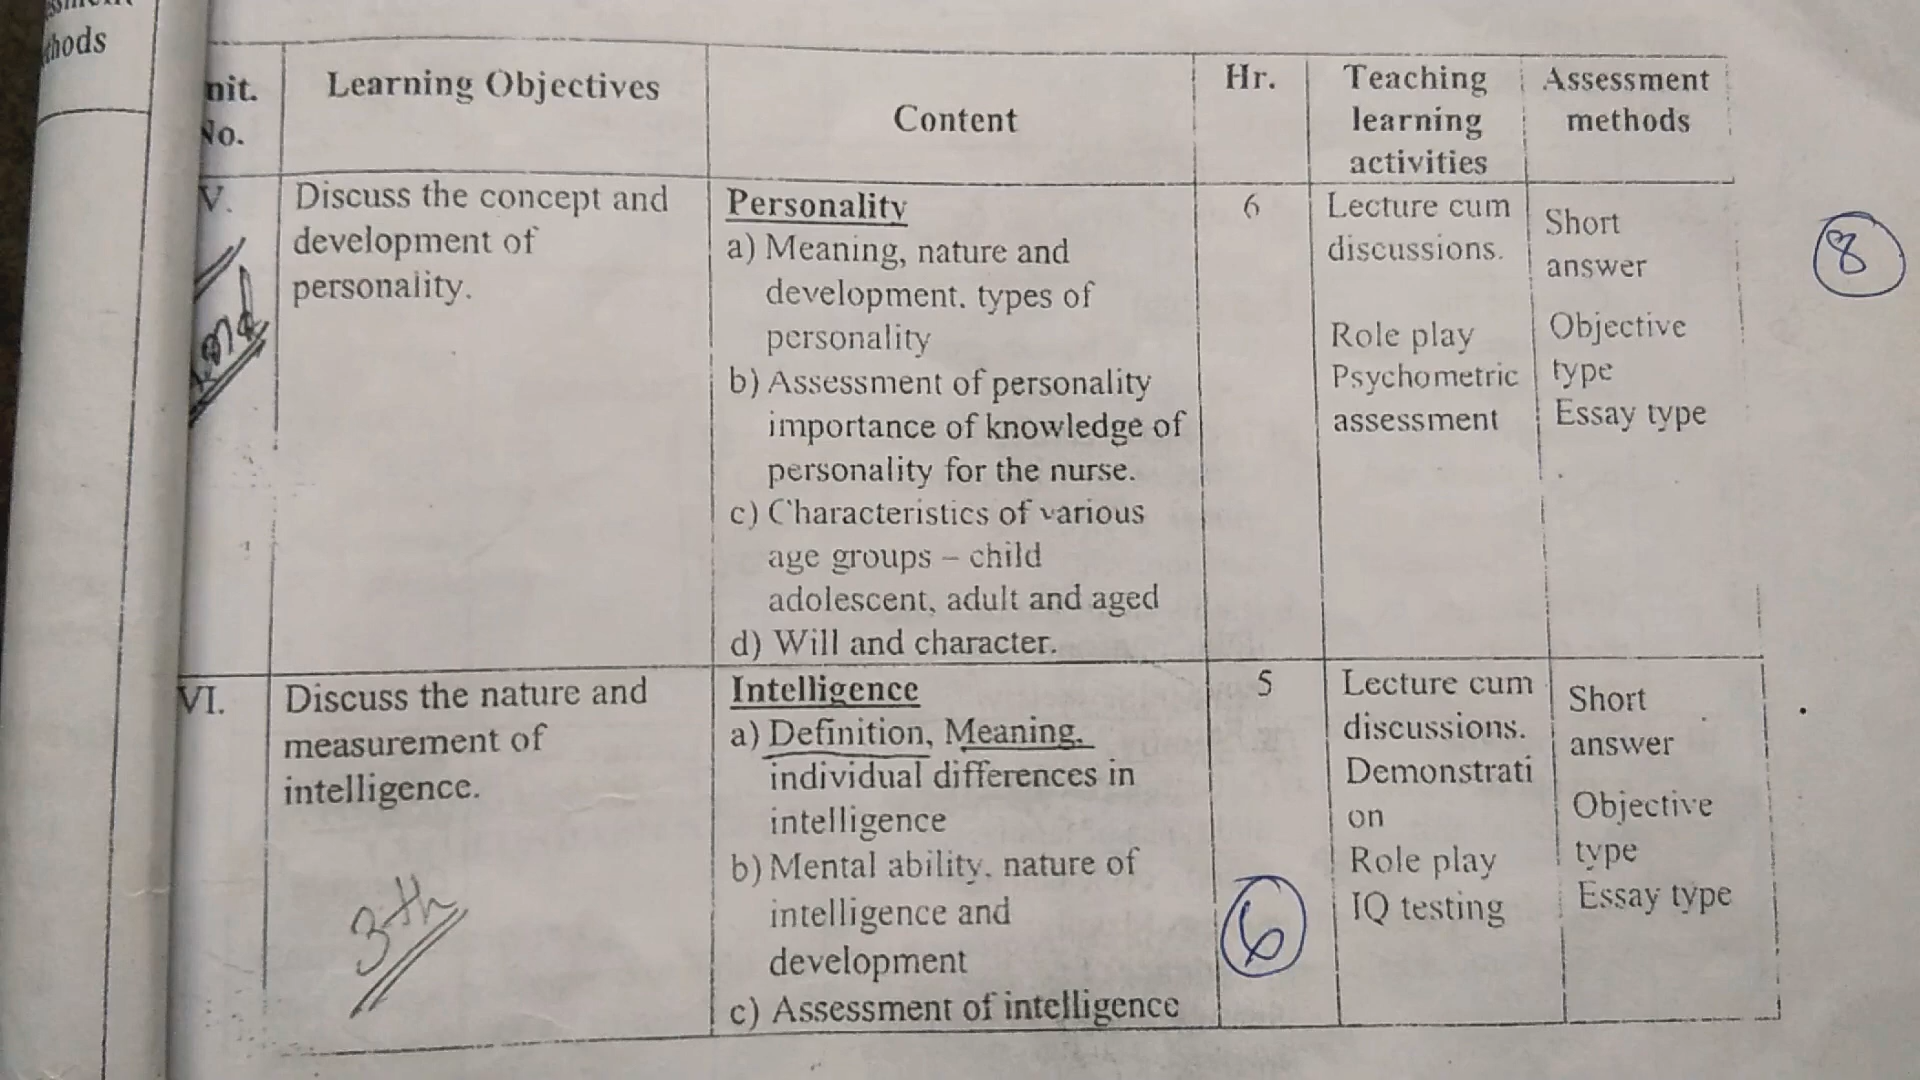 thods
nit. No.
Learning Objectives
Content
Hr.
Teaching learning activities
Assessment methods
V.
Discuss the concept and
development of
personality.
Personality
a) Meaning, nature and
development. types of
personality
b) Assessment of personality
importance of knowledge of
personality for the nurse.
c) Characteristics of various
age groups – child
adolescent, adult and aged
d) Will and character.
6
Lecture cum
discussions.
Role play
Psychometric
assessment
Short
answer
Objective
type
Essay type
8
VI.
Discuss the nature and
measurement of
intelligence.
3th
Intelligence
a) Definition, Meaning.
individual differences in
intelligence
b) Mental ability. nature of
intelligence and
development
c) Assessment of intelligence
5
6
Lecture cum
discussions.
Demonstrati
on
Role play
IQ testing
Short
answer
Objective
type
Essay type